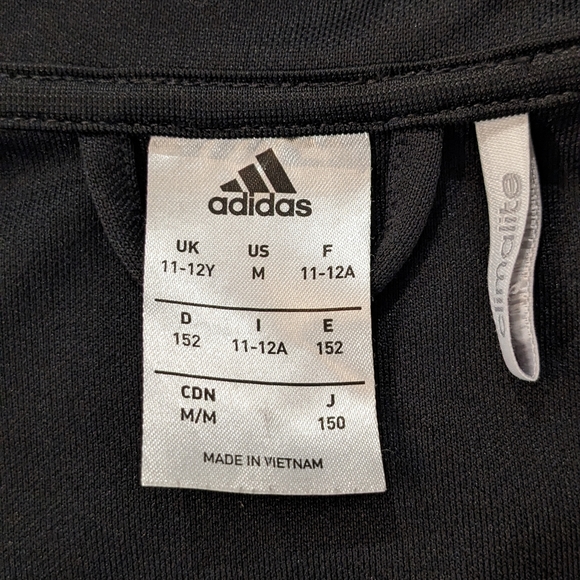 adidas
UK US F
11-12Y M 11-12A
D I E
152 11-12A 152
CDN J
M/M 150
MADE IN VIETNAM
climalite